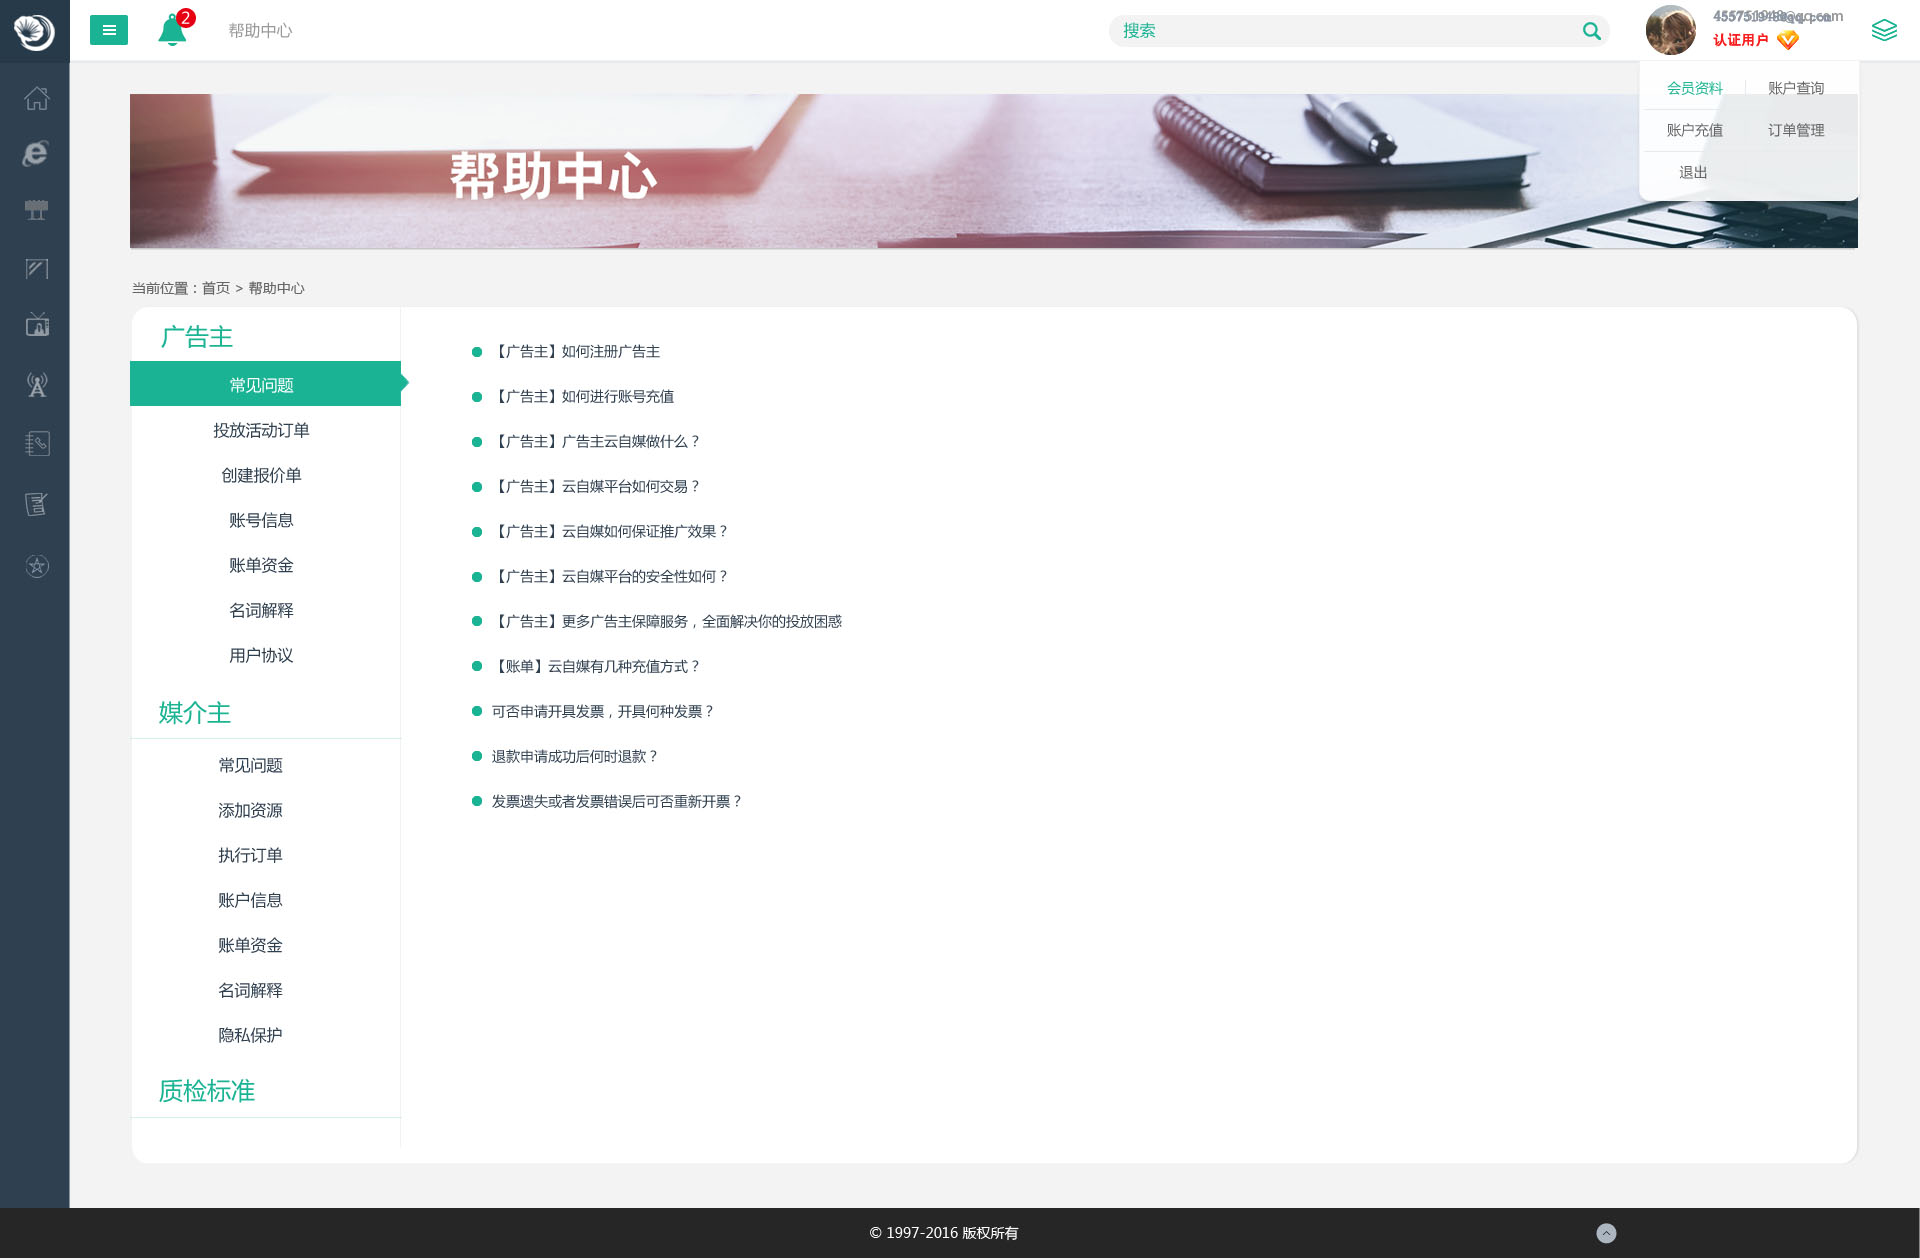 2
帮助中心
搜索
认证用户
会员资料 账户查询
账户充值 订单管理
退出
帮助中心
当前位置：首页 > 帮助中心
广告主
常见问题
投放活动订单
创建报价单
账号信息
账单资金
名词解释
用户协议
媒介主
常见问题
添加资源
执行订单
账户信息
账单资金
名词解释
隐私保护
质检标准
【广告主】如何注册广告主
【广告主】如何进行账号充值
【广告主】广告主云自媒做什么？
【广告主】云自媒平台如何交易？
【广告主】云自媒如何保证推广效果？
【广告主】云自媒平台的安全性如何？
【广告主】更多广告主保障服务，全面解决你的投放困惑
【账单】云自媒有几种充值方式？
可否申请开具发票，开具何种发票？
退款申请成功后何时退款？
发票遗失或者发票错误后可否重新开票？
© 1997-2016 版权所有